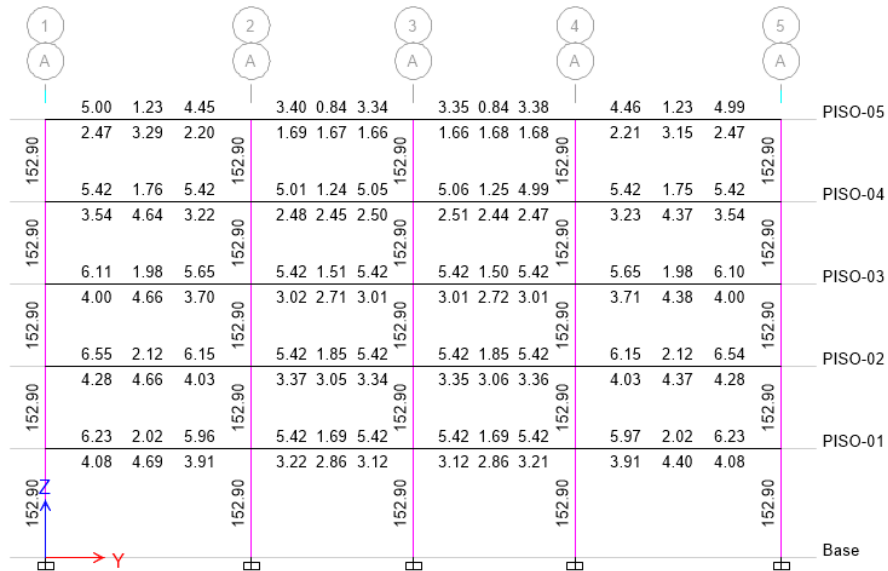 1 2 3 4 5
A A A A A
5.00 1.23 4.45 3.40 0.84 3.34 3.35 0.84 3.38 4.46 1.23 4.99 PISO-05
2.47 3.29 2.20 1.69 1.67 1.66 1.66 1.68 1.68 2.21 3.15 2.47
152.90 152.90 152.90 152.90 152.90
5.42 1.76 5.42 5.01 1.24 5.05 5.06 1.25 4.99 5.42 1.75 5.42 PISO-04
3.54 4.64 3.22 2.48 2.45 2.50 2.51 2.44 2.47 3.23 4.37 3.54
152.90 152.90 152.90 152.90 152.90
6.11 1.98 5.65 5.42 1.51 5.42 5.42 1.50 5.42 5.65 1.98 6.10 PISO-03
4.00 4.66 3.70 3.02 2.71 3.01 3.01 2.72 3.01 3.71 4.38 4.00
152.90 152.90 152.90 152.90 152.90
6.55 2.12 6.15 5.42 1.85 5.42 5.42 1.85 5.42 6.15 2.12 6.54 PISO-02
4.28 4.66 4.03 3.37 3.05 3.34 3.35 3.06 3.36 4.03 4.37 4.28
152.90 152.90 152.90 152.90 152.90
6.23 2.02 5.96 5.42 1.69 5.42 5.42 1.69 5.42 5.97 2.02 6.23 PISO-01
4.08 4.69 3.91 3.22 2.86 3.12 3.12 2.86 3.21 3.91 4.40 4.08
152.90 152.90 152.90 152.90 152.90
Z
Y
Base